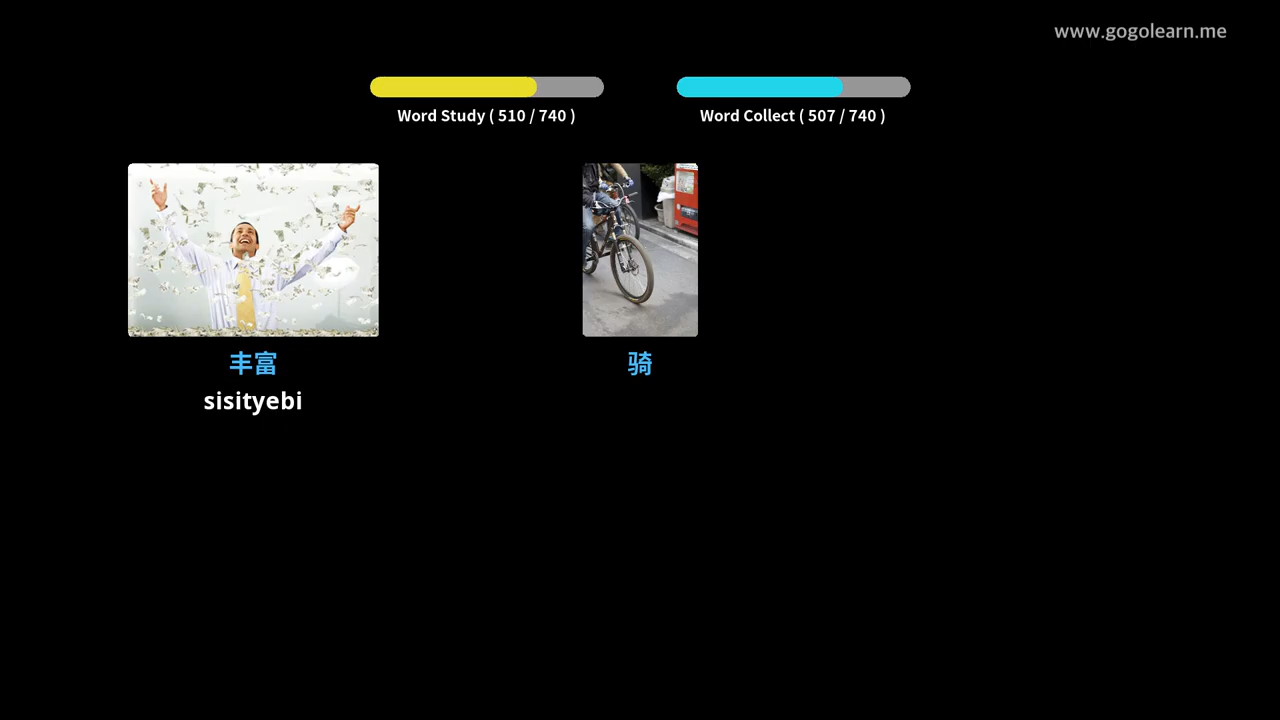 www.gogolearn.me
Word Study ( 510 / 740 )
Word Collect ( 507 / 740 )
丰富
骑
sisityebi